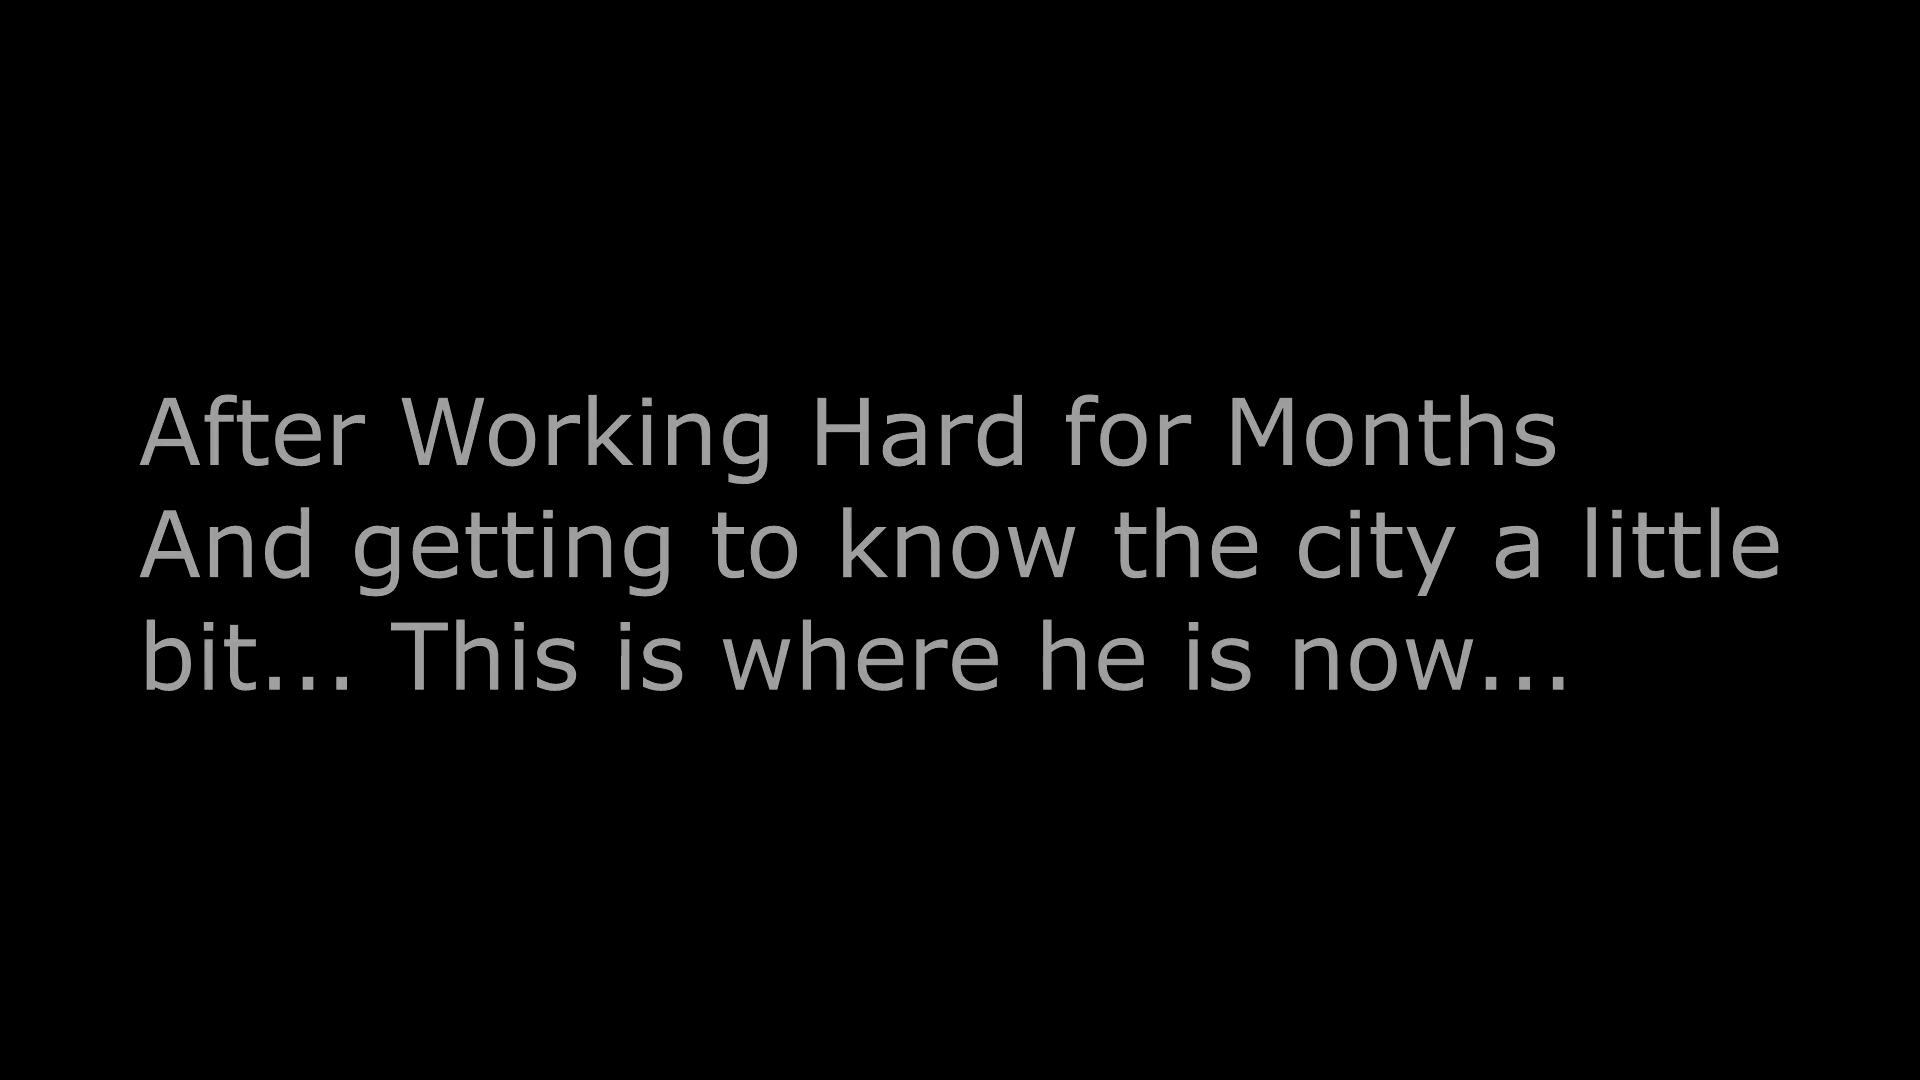 After Working Hard for Months
And getting to know the city a little
bit... This is where he is now...